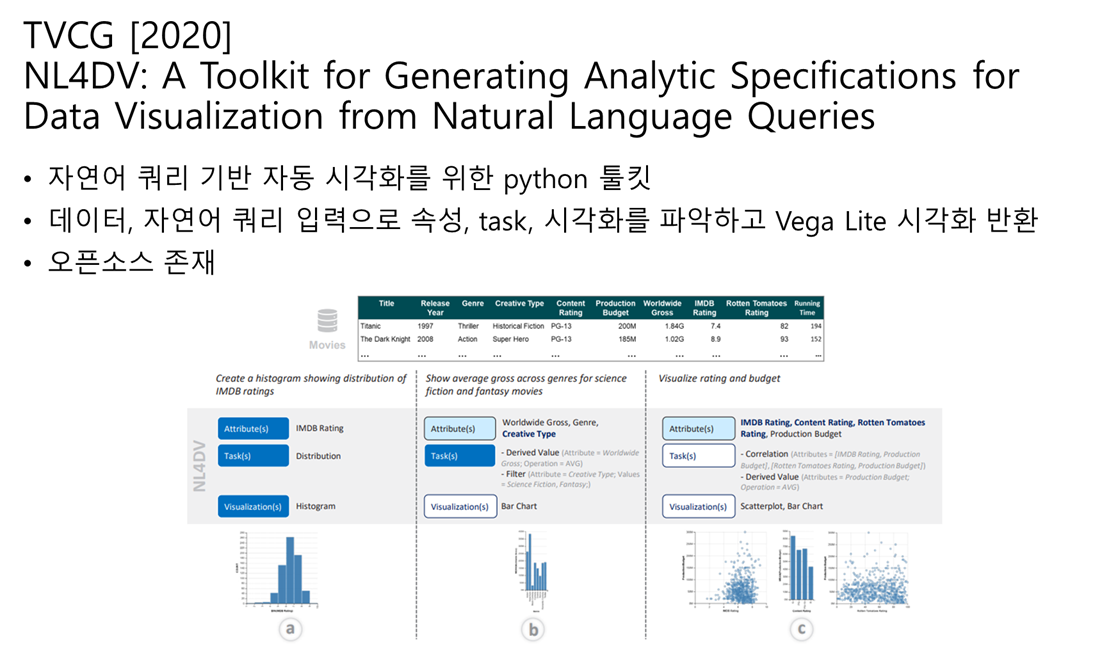 TVCG [2020]
NL4DV: A Toolkit for Generating Analytic Specifications for
Data Visualization from Natural Language Queries
• 자연어 쿼리 기반 자동 시각화를 위한 python 툴킷
• 데이터, 자연어 쿼리 입력으로 속성, task, 시각화를 파악하고 Vega Lite 시각화 반환
• 오픈소스 존재
Movies
Title Release Year Genre Creative Type Content Rating Production Budget Worldwide Gross IMDB Rating Rotten Tomatoes Rating Running Time
Titanic 1997 Thriller Historical Fiction PG-13 200M 1.84G 7.4 82 194
The Dark Knight 2008 Action Super Hero PG-13 185M 1.02G 8.9 93 152
... ... ... ... ... ... ... ... ... ...
Create a histogram showing distribution of
IMDB ratings
Show average gross across genres for science
fiction and fantasy movies
Visualize rating and budget
NL4DV
Attribute(s) IMDB Rating
Task(s) Distribution
Visualization(s) Histogram
Attribute(s) Worldwide Gross, Genre,
Creative Type
Task(s) - Derived Value (Attribute = Worldwide
Gross; Operation = AVG)
- Filter (Attribute = Creative Type; Values
= Science Fiction, Fantasy;)
Visualization(s) Bar Chart
Attribute(s) IMDB Rating, Content Rating, Rotten Tomatoes
Rating, Production Budget
Task(s) - Correlation (Attributes = [IMDB Rating, Production
Budget], [Rotten Tomatoes Rating, Production Budget])
- Derived Value (Attributes = Production Budget;
Operation = AVG)
Visualization(s) Scatterplot, Bar Chart
a
b
c